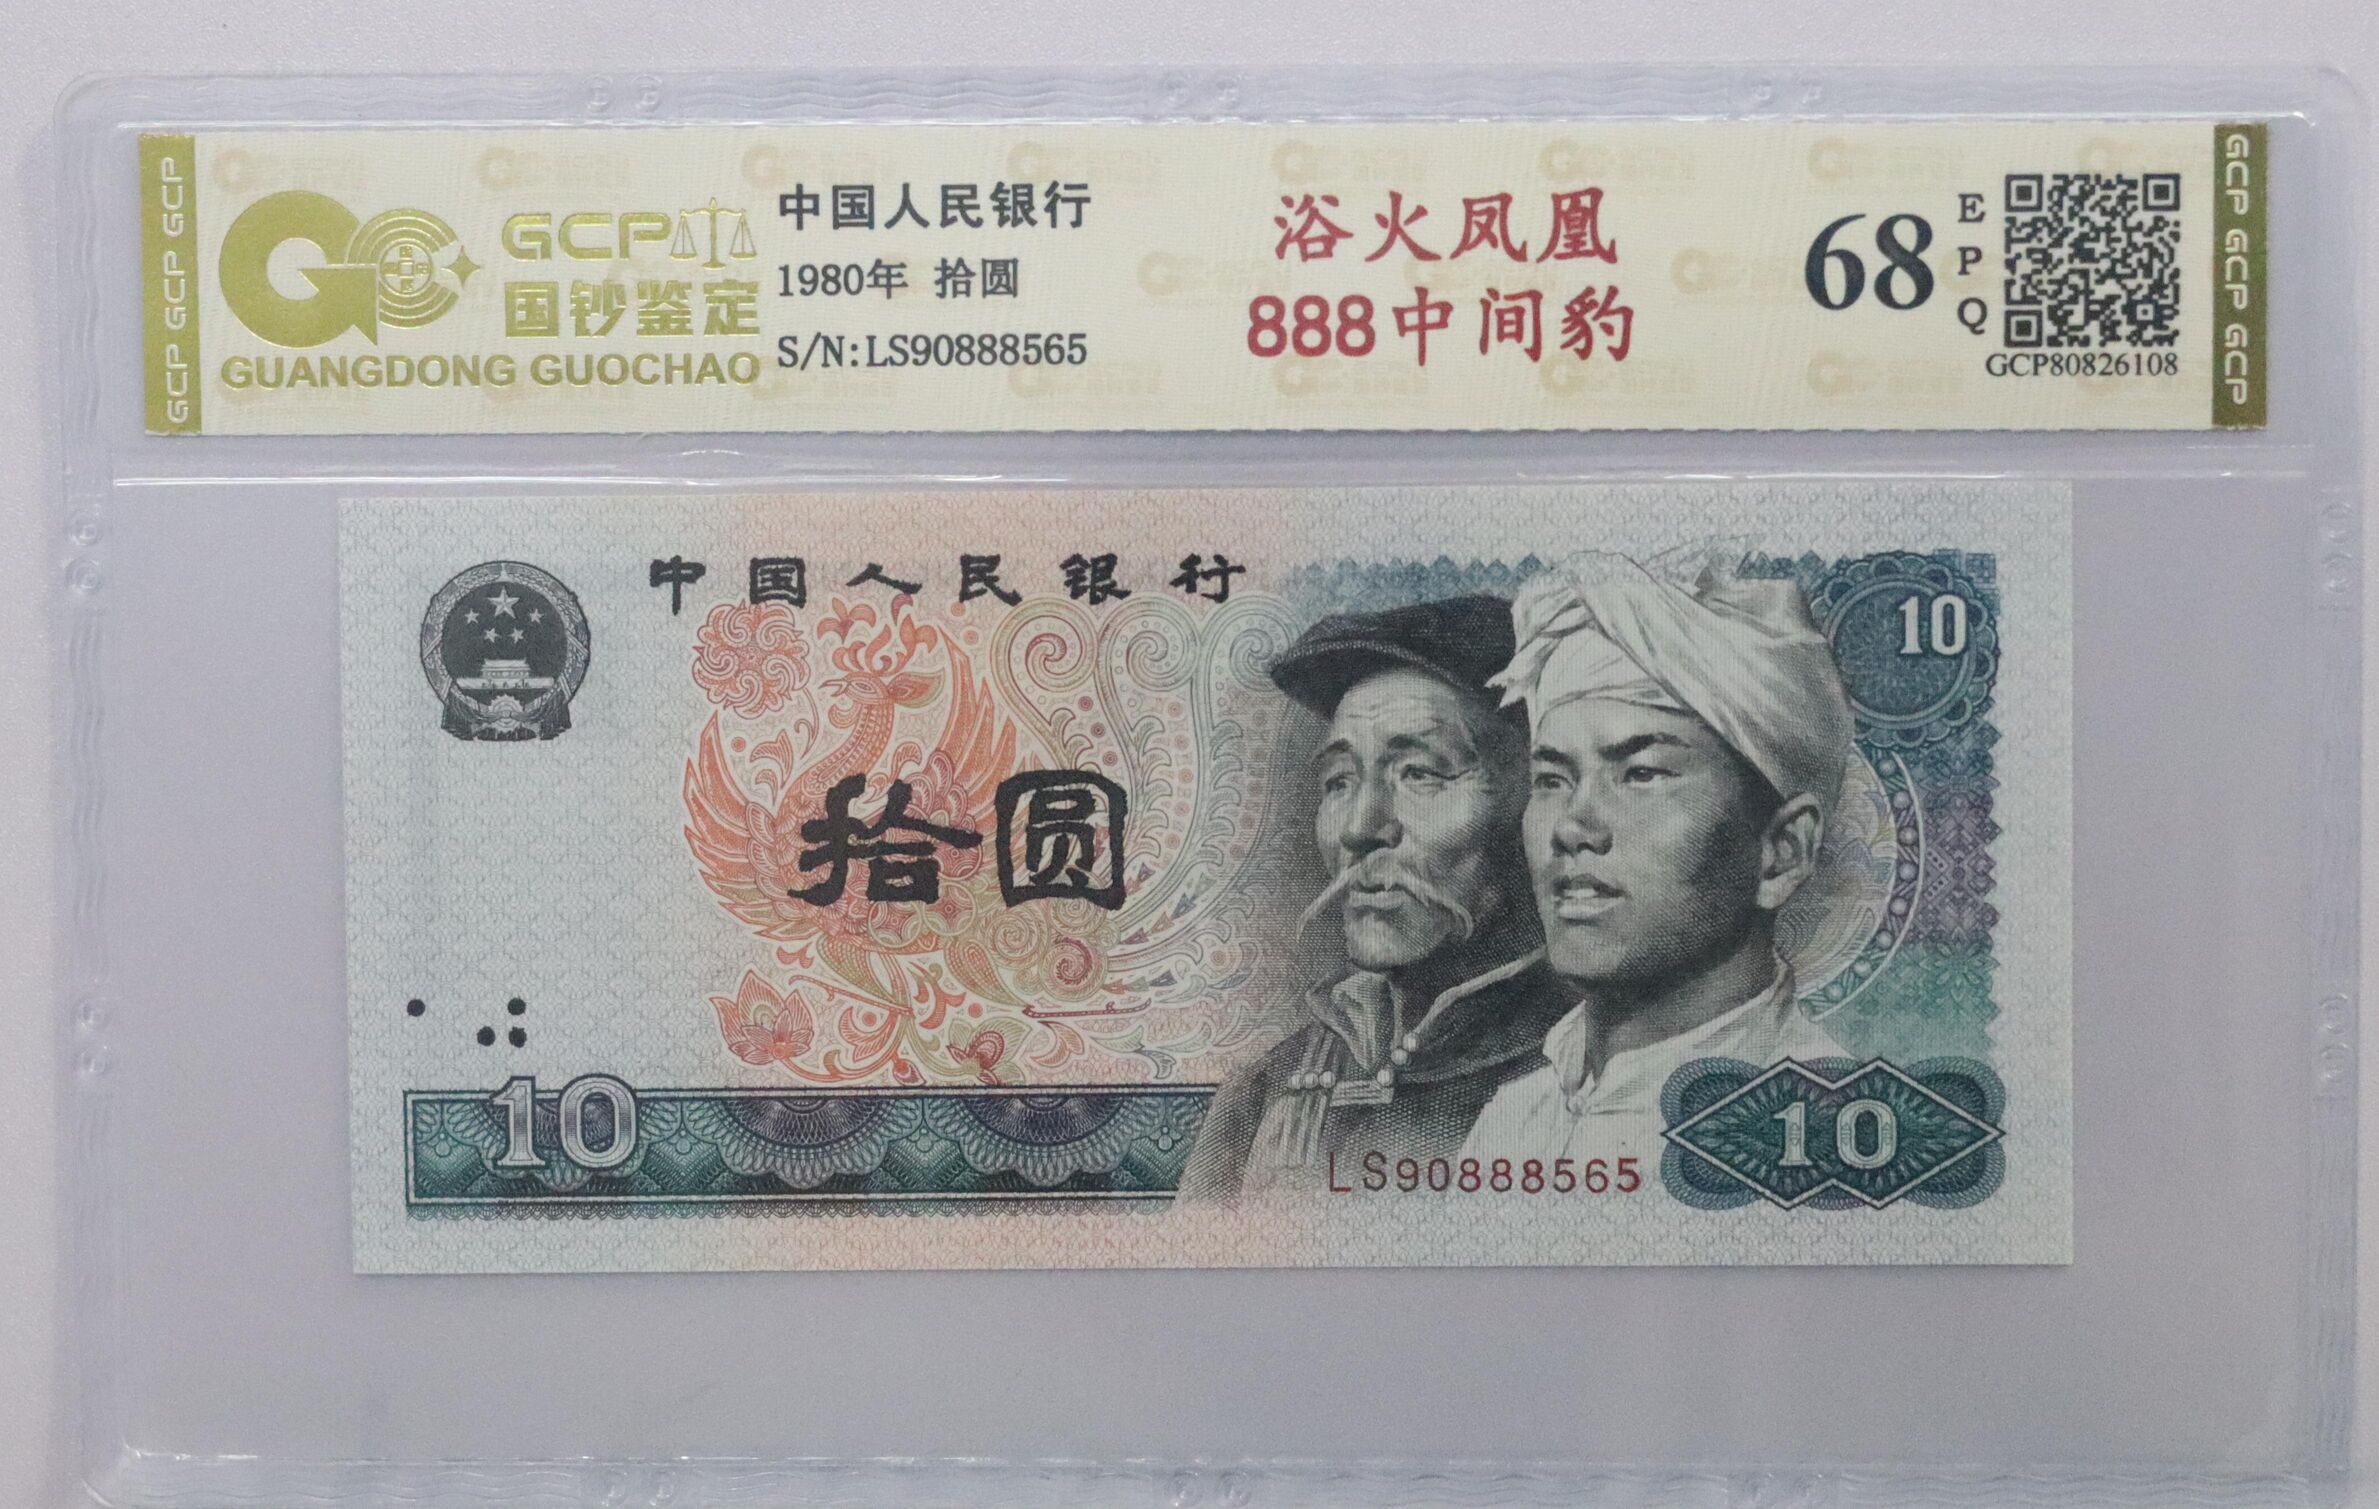 GCP GCP GCP
GCP
国钞鉴定
GUANGDONG GUOCHAO
中国人民银行
1980年 拾圆
S/N:LS90888565
浴火凤凰
888中间豹
68
EPQ
GCP80826108
GCP GCP GCP
中国人民银行
10
拾圆
10
LS90888565
10